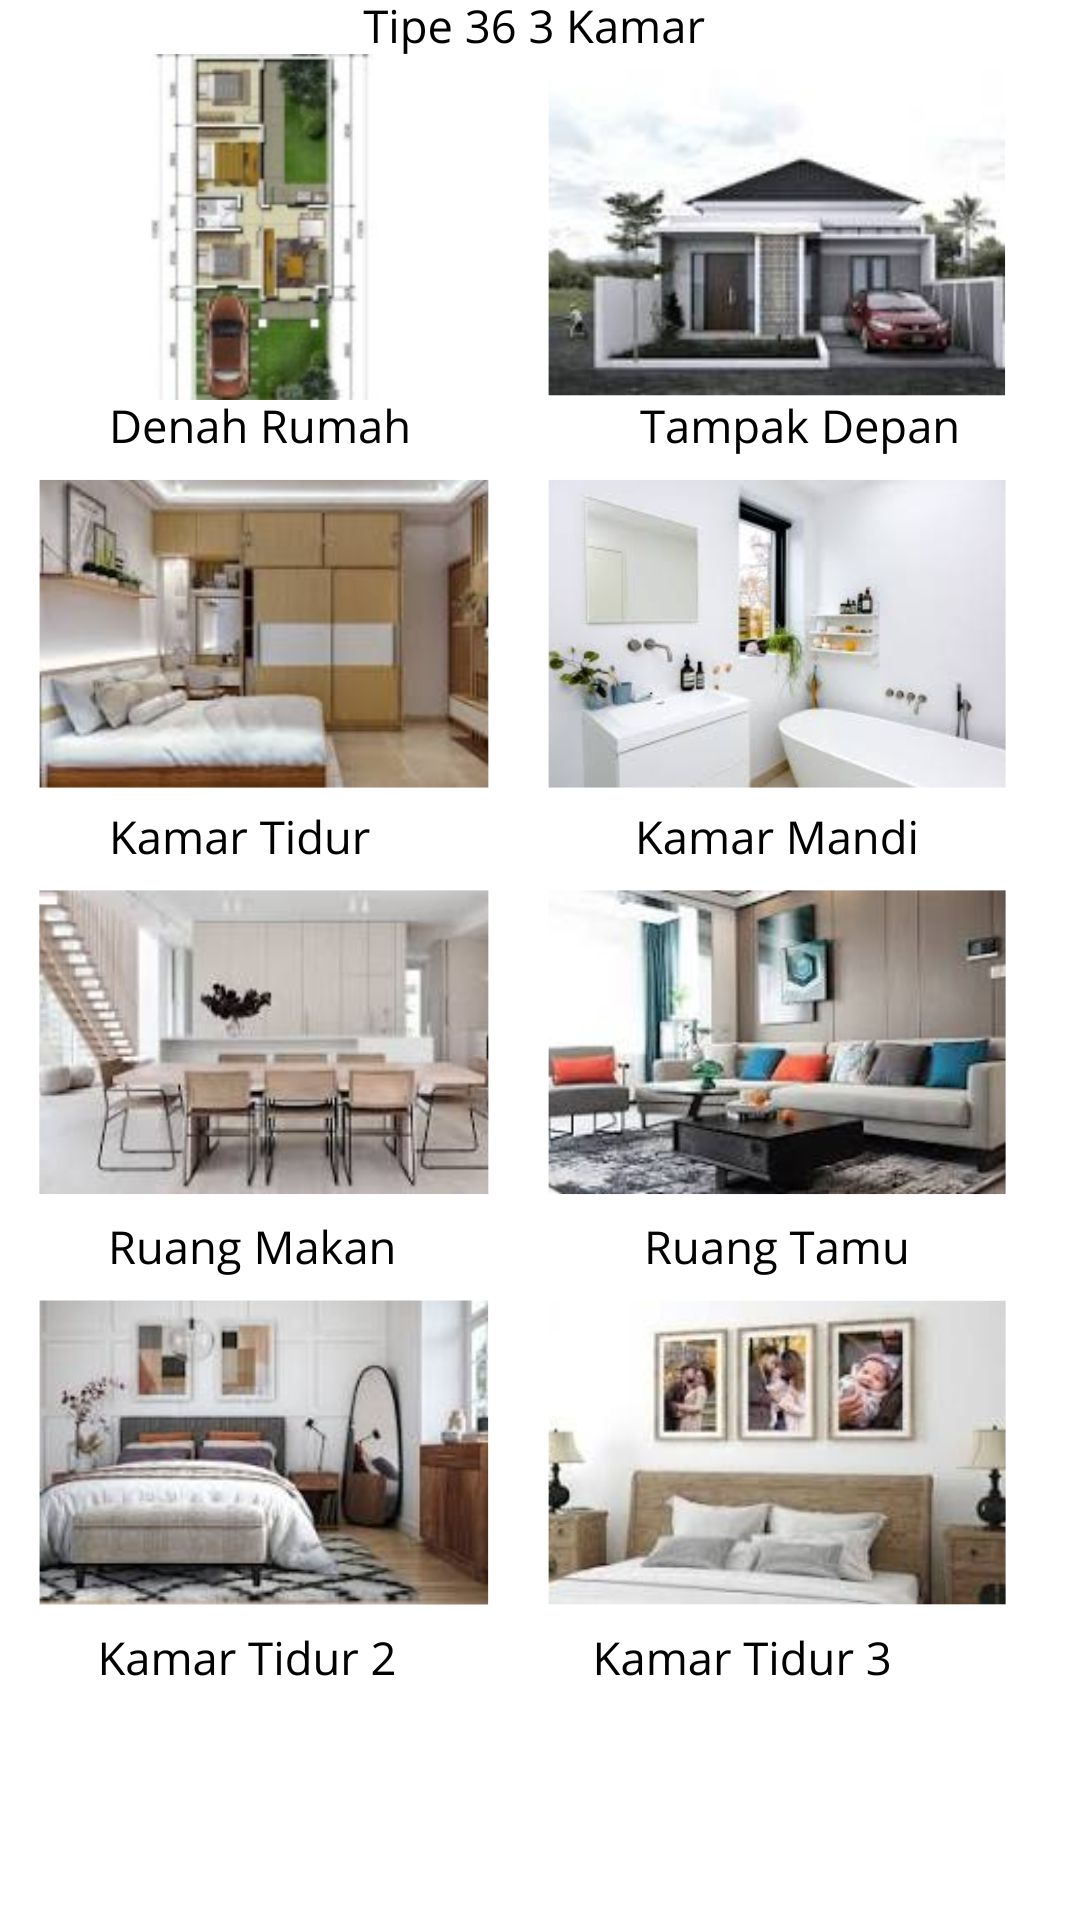 Tipe 36 3 Kamar
Denah Rumah
Tampak Depan
Kamar Tidur
Kamar Mandi
Ruang Makan
Ruang Tamu
Kamar Tidur 2
Kamar Tidur 3